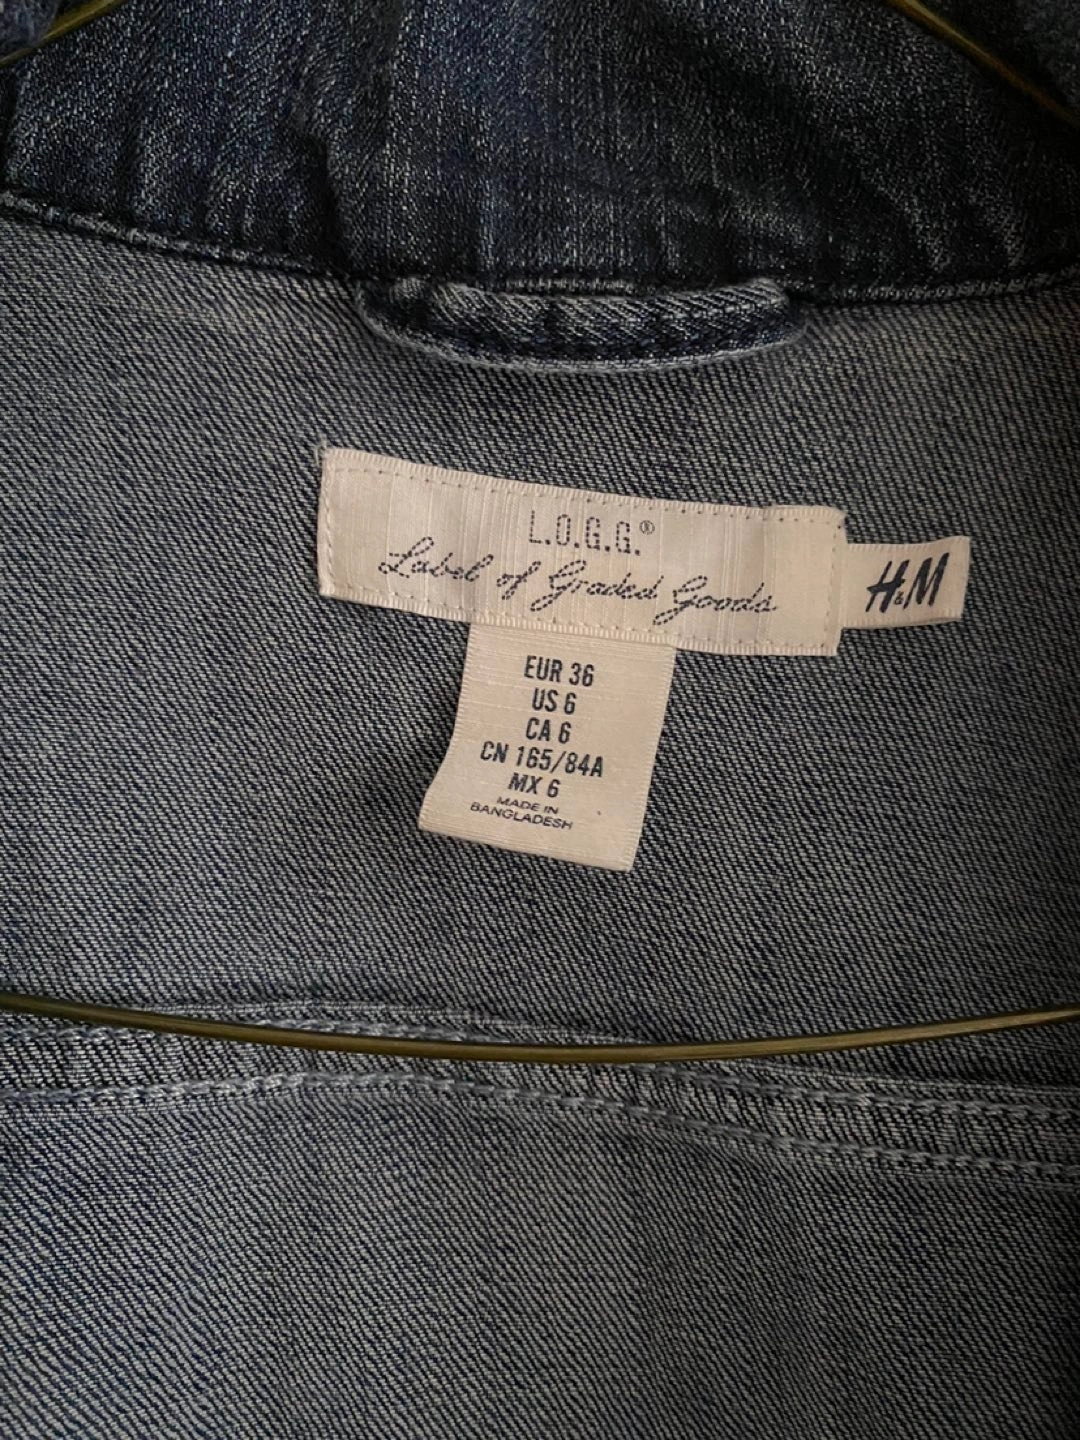 L.O.G.G.®
Label of Graded Goods
H&M
EUR 36
US 6
CA 6
CN 165/84A
MX 6
MADE IN
BANGLADESH